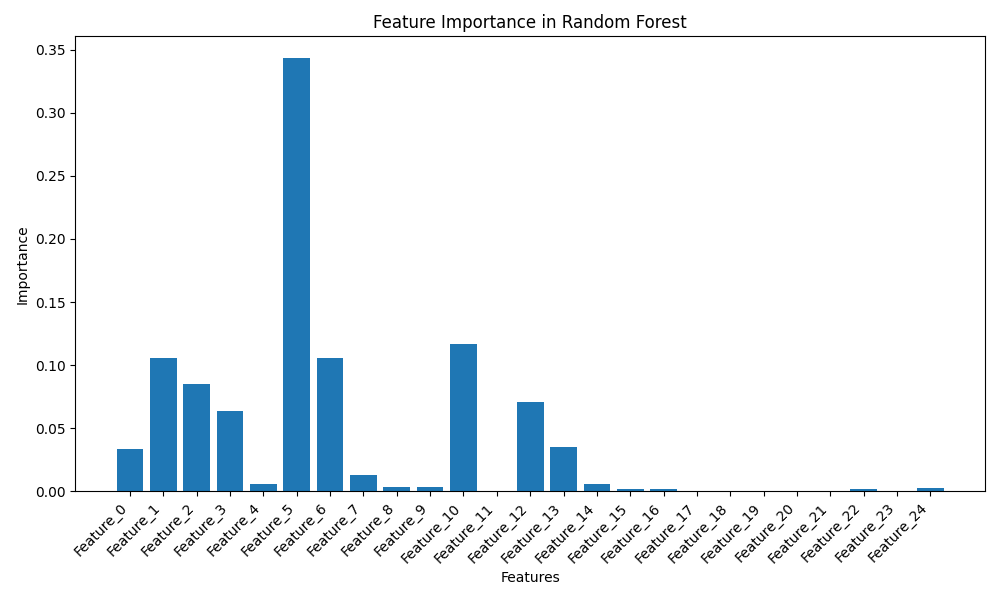 Feature Importance in Random Forest
Importance
0.35
0.30
0.25
0.20
0.15
0.10
0.05
0.00
Feature_0
Feature_1
Feature_2
Feature_3
Feature_4
Feature_5
Feature_6
Feature_7
Feature_8
Feature_9
Feature_10
Feature_11
Feature_12
Feature_13
Feature_14
Feature_15
Feature_16
Feature_17
Feature_18
Feature_19
Feature_20
Feature_21
Feature_22
Feature_23
Feature_24
Features